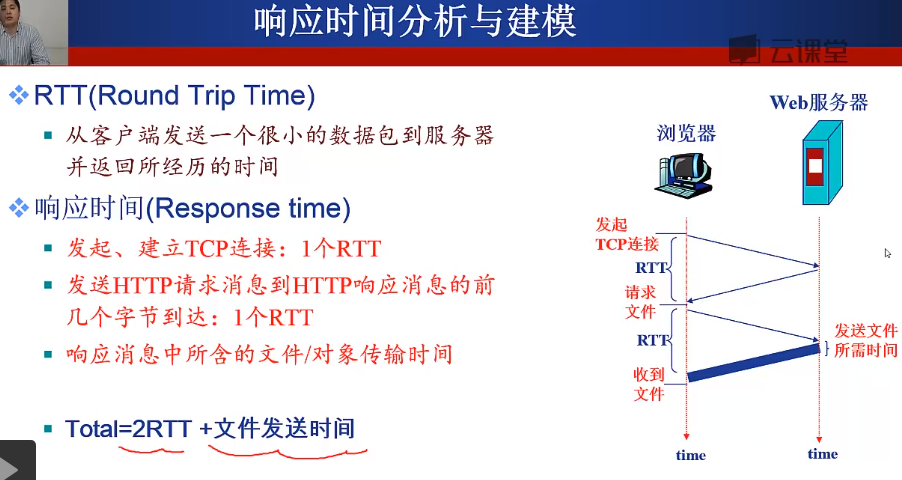 响应时间分析与建模
云课堂
RTT(Round Trip Time)
从客户端发送一个很小的数据包到服务器
并返回所经历的时间
响应时间(Response time)
发起、建立TCP连接：1个RTT
发送HTTP请求消息到HTTP响应消息的前
几个字节到达：1个RTT
响应消息中所含的文件/对象传输时间
Total=2RTT +文件发送时间
Web服务器
浏览器
发起
TCP连接
RTT
请求
文件
RTT
发送文件
所需时间
收到
文件
time
time